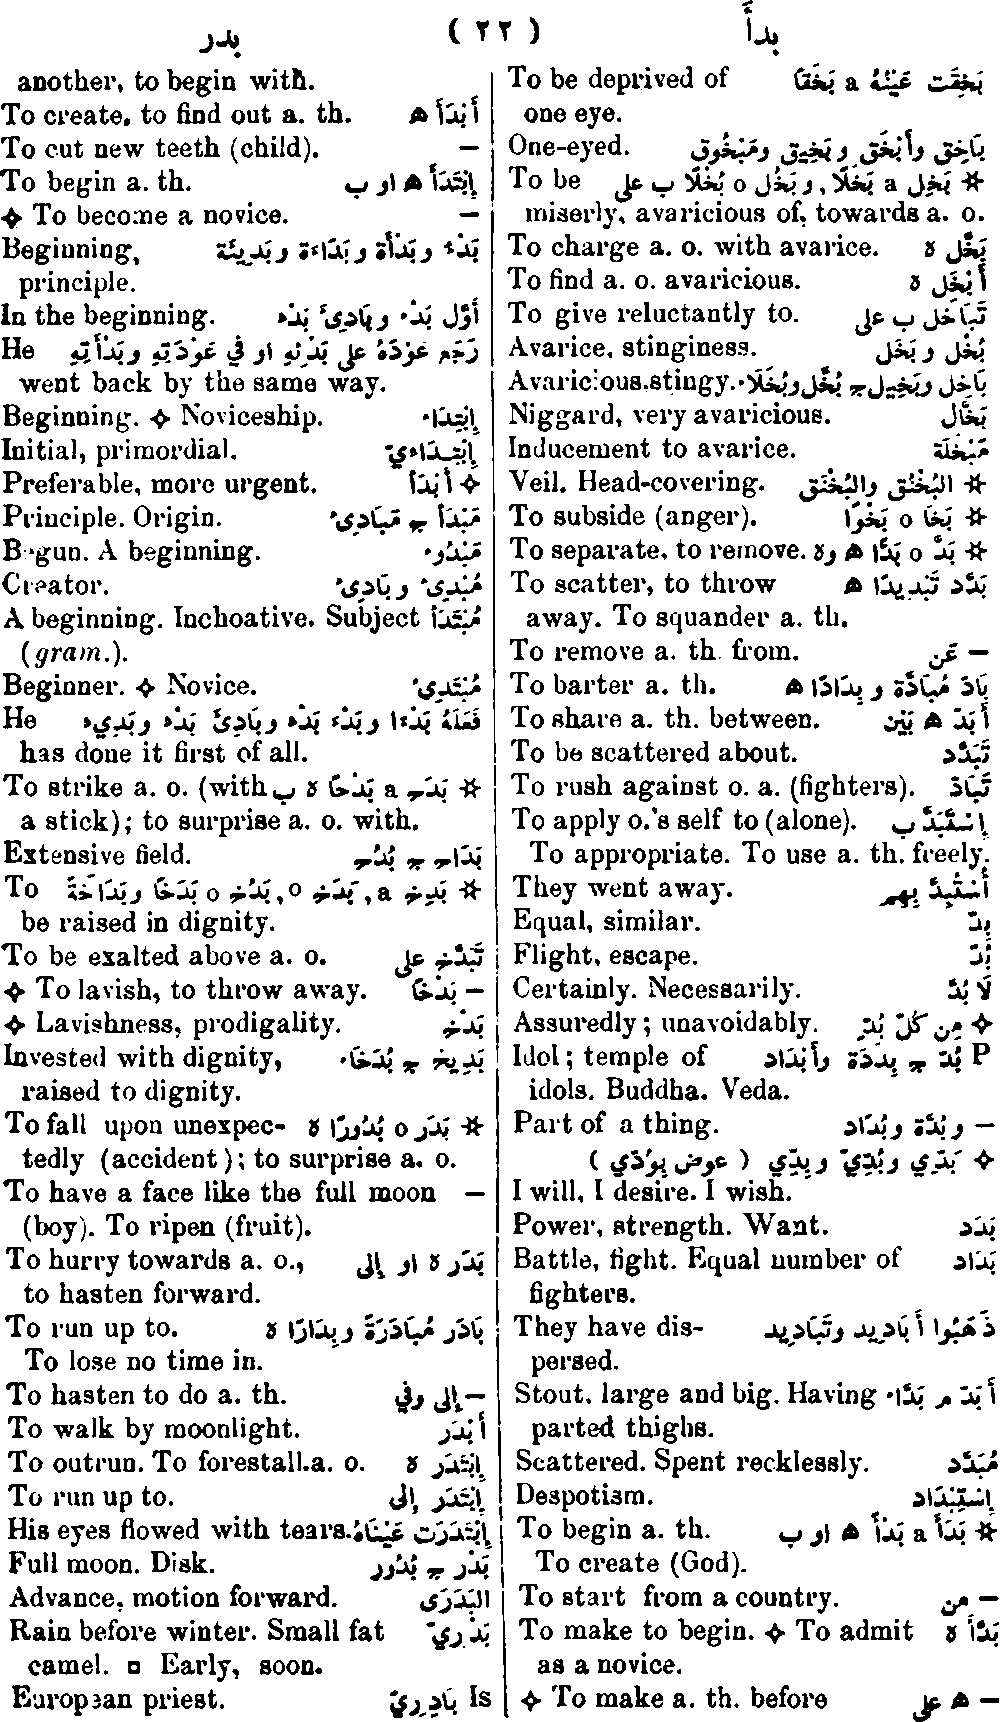 بدأ ( ٢٢ ) بدر
To be deprived of بَخِقَت عَيْنُهُ a بَخَقًا
one eye.
One-eyed. بَاخِق وأَبْخَق وبَخِيق ومَبْخُوق
To be ✲ بَخِل a بَخَلًا, وبَخُل o بُخْلًا ب على
miserly, avaricious of, towards a. o.
To charge a. o. with avarice. بَخَّل ه
To find a. o. avaricious. أَبْخَل ه
To give reluctantly to. تَبَاخَل ب على
Avarice, stinginess. بُخْل وبَخَل
Avaricious, stingy. بَاخِل وبَخِيل ج بُخَّل وبُخَلَاء
Niggard, very avaricious. بَخَّال
Inducement to avarice. مَبْخَلَة
Veil. Head-covering. ✲ البُخْنُق والبُخْنَق
To subside (anger). ✲ بَخَا o بَخْوًا
To separate, to remove. ✲ بَدَّ o بَدًّا ه وه
To scatter, to throw بَدَّد تَبْدِيدًا ه
away. To squander a. th.
To remove a. th. from. — عَن
To barter a. th. بَادّ مُبَادَّة وبِدَادًا ه
To share a. th. between. أَبَدّ ه بَيْن
To be scattered about. تَبَدَّد
To rush against o. a. (fighters). تَبَادّ
To apply o.'s self to (alone). إِسْتَبَدّ ب
To appropriate. To use a. th. freely.
They went away. أُسْتُبِدَّ بِهِم
Equal, similar. بِدّ
Flight, escape. بُدّ
Certainly. Necessarily. لَا بُدّ
Assuredly; unavoidably. ✧ مِن كُلّ بُدّ
Idol; temple of P بُدّ ج بِدَدَة وأَبْدَاد
idols. Buddha. Veda.
Part of a thing. — وبُدَّة وبُدَاد
✧ بَدِّي وبُدِّيّ وبِدِّي ( عوض بِوُدّي )
I will, I desire. I wish.
Power, strength. Want. بَدَد
Battle, fight. Equal number of بَدَاد
fighters.
They have dis- ذَهَبُوا أَبَادِيد وتَبَادِيد
persed.
Stout, large and big. Having أَبَدّ م بَدَّاء
parted thighs.
Scattered. Spent recklessly. مُبَدَّد
Despotism. إِسْتِبْدَاد
To begin a. th. ✲ بَدَأَ a بَدْأً ه او ب
To create (God).
To start from a country. — من
To make to begin. ✧ To admit بَدَّأ ه
as a novice.
✧ To make a. th. before — ه على
another, to begin with.
To create, to find out a. th. أَبْدَأ ه
To cut new teeth (child). —
To begin a. th. إِبْتَدَأ ه او ب
✧ To become a novice. —
Beginning, بَدْء وبَدْأَة وبَدَاءَة وبَدِيئَة
principle.
In the beginning. أَوَّل بَدْء وبَادِئَ بَدْء
He رَجَم عَوْدَهُ على بَدْئِهِ او في عَوْدَتِهِ وبَدْأَتِهِ
went back by the same way.
Beginning. ✧ Noviceship. إِبْتِدَاء
Initial, primordial. إِبْتِدَاءيّ
Preferable, more urgent. ✧ أَبْدَأ
Principle. Origin. مَبْدَأ ج مَبَادِئ
Begun. A beginning. مَبْدُوء
Creator. مُبْدِئ وبَادِئ
A beginning. Inchoative. Subject مُبْتَدَأ
(gram.).
Beginner. ✧ Novice. مُبْتَدِئ
He فَعَلَهُ بَدْءًا وبَدْء بَدْء وبَادِئَ بَدْء وبَدِيء
has done it first of all.
To strike a. o. (with ✲ بَدَح a بَدْحًا ه ب
a stick); to surprise a. o. with.
Extensive field. بَدَاح ج بُدُح
To ✲ بَدِخ a, بَدَخ o, بَدُخ o بَدَخًا وبَدَاخَةً
be raised in dignity.
To be exalted above a. o. تَبَدَّخ على
✧ To lavish, to throw away. — بَدْخًا
✧ Lavishness, prodigality. بَدْخ
Invested with dignity, بَدِيخ ج بُدَخَاء
raised to dignity.
To fall upon unexpec- ✲ بَدَر o بُدُورًا ه
tedly (accident); to surprise a. o.
To have a face like the full moon —
(boy). To ripen (fruit).
To hurry towards a. o., بَدَر ه او إلى
to hasten forward.
To run up to. بَادَر مُبَادَرَةً وبِدَارًا ه
To lose no time in.
To hasten to do a. th. — إلى وفي
To walk by moonlight. أَبْدَر
To outrun. To forestall.a. o. إِبْتَدَر ه
To run up to. إِبْتَدَر إلى
His eyes flowed with tears. إِبْتَدَرَت عَيْنَاهُ
Full moon. Disk. بَدْر ج بُدُور
Advance, motion forward. البَدَرَى
Rain before winter. Small fat بَدْرِيّ
camel. ◘ Early, soon.
European priest. بَادِرِيّ Is